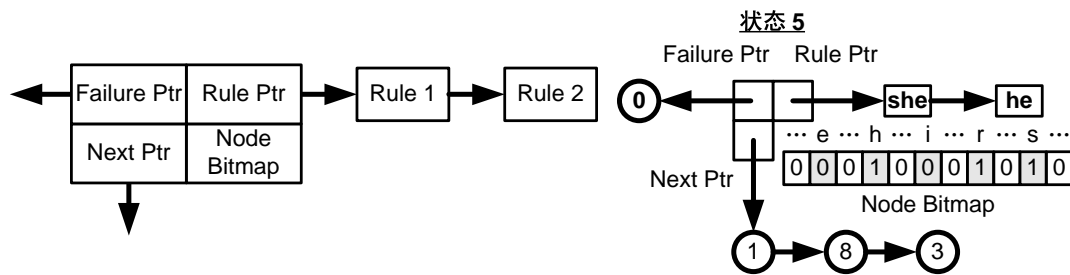 Failure Ptr
Rule Ptr
Rule 1
Rule 2
Next Ptr
Node
Bitmap
状态 5
Failure Ptr
Rule Ptr
0
she
he
… e … h … i … r … s …
0 0 0 1 0 0 0 1 0 1 0
Next Ptr
Node Bitmap
1
8
3